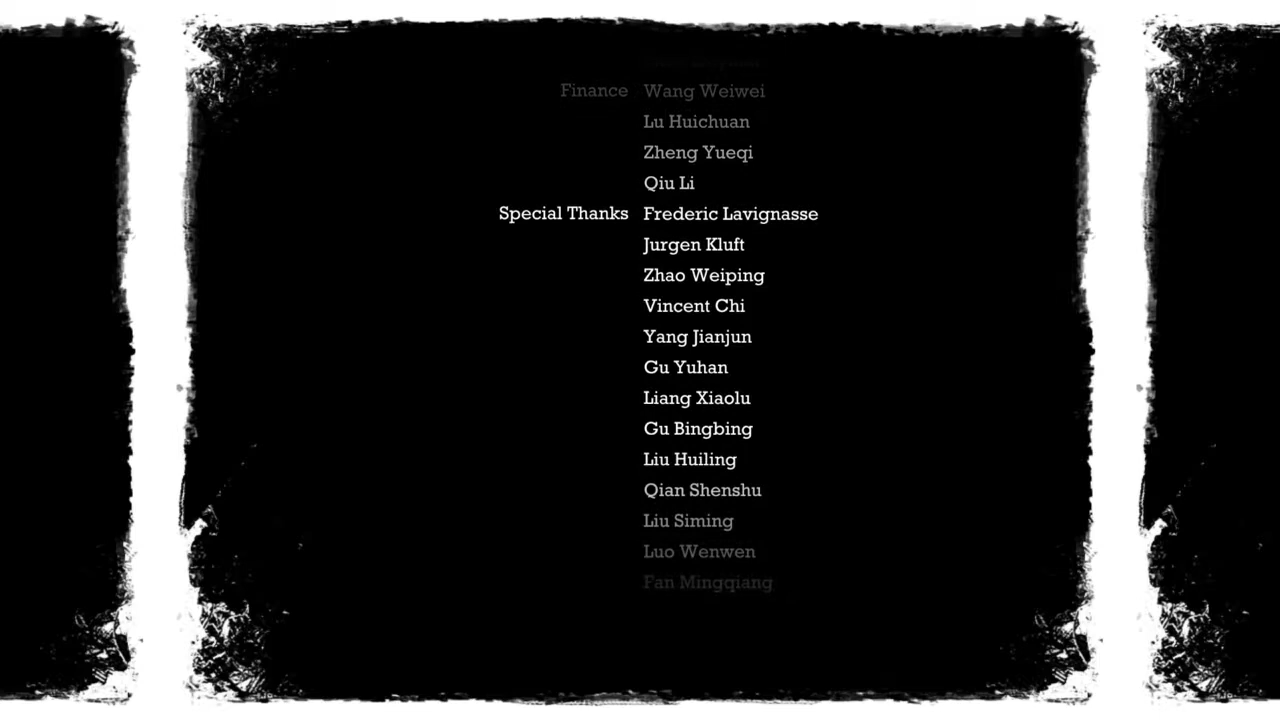 Finance Wang Weiwei
Lu Huichuan
Zheng Yueqi
Qiu Li
Special Thanks Frederic Lavignasse
Jurgen Kluft
Zhao Weiping
Vincent Chi
Yang Jianjun
Gu Yuhan
Liang Xiaolu
Gu Bingbing
Liu Huiling
Qian Shenshu
Liu Siming
Luo Wenwen
Fan Mingqiang